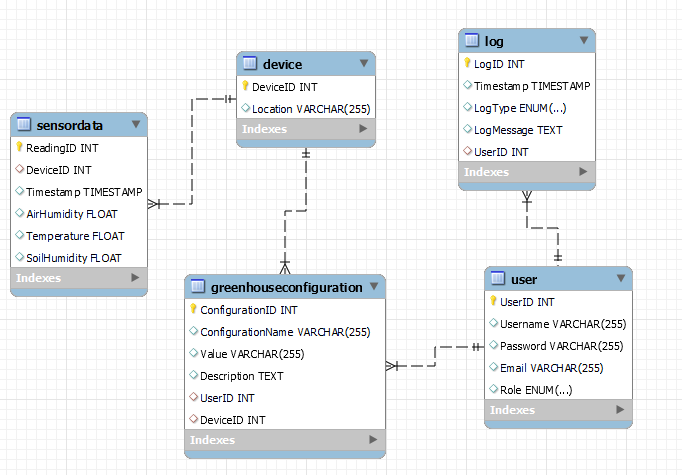 device
DeviceID INT
Location VARCHAR(255)
Indexes
log
LogID INT
Timestamp TIMESTAMP
LogType ENUM(...)
LogMessage TEXT
UserID INT
Indexes
sensordata
ReadingID INT
DeviceID INT
Timestamp TIMESTAMP
AirHumidity FLOAT
Temperature FLOAT
SoilHumidity FLOAT
Indexes
greenhouseconfiguration
ConfigurationID INT
ConfigurationName VARCHAR(255)
Value VARCHAR(255)
Description TEXT
UserID INT
DeviceID INT
Indexes
user
UserID INT
Username VARCHAR(255)
Password VARCHAR(255)
Email VARCHAR(255)
Role ENUM(...)
Indexes